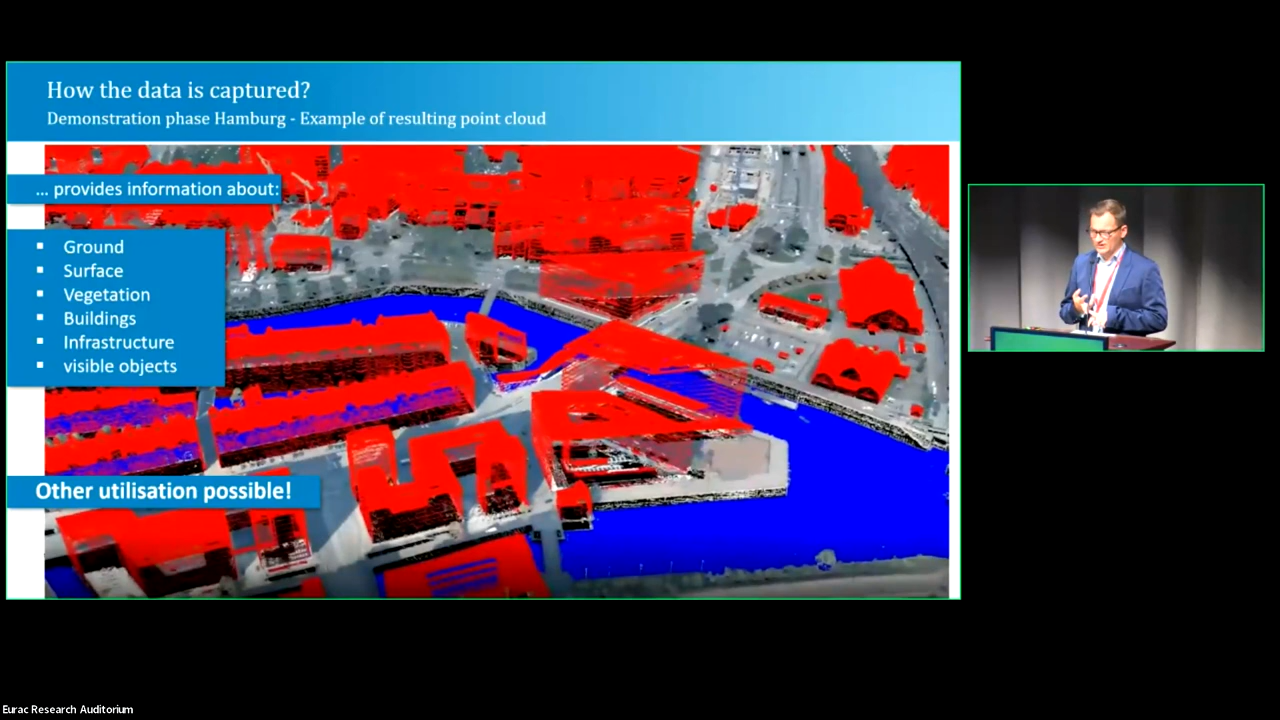 How the data is captured?
Demonstration phase Hamburg - Example of resulting point cloud
... provides information about:
Ground
Surface
Vegetation
Buildings
Infrastructure
visible objects
Other utilisation possible!
Eurac Research Auditorium